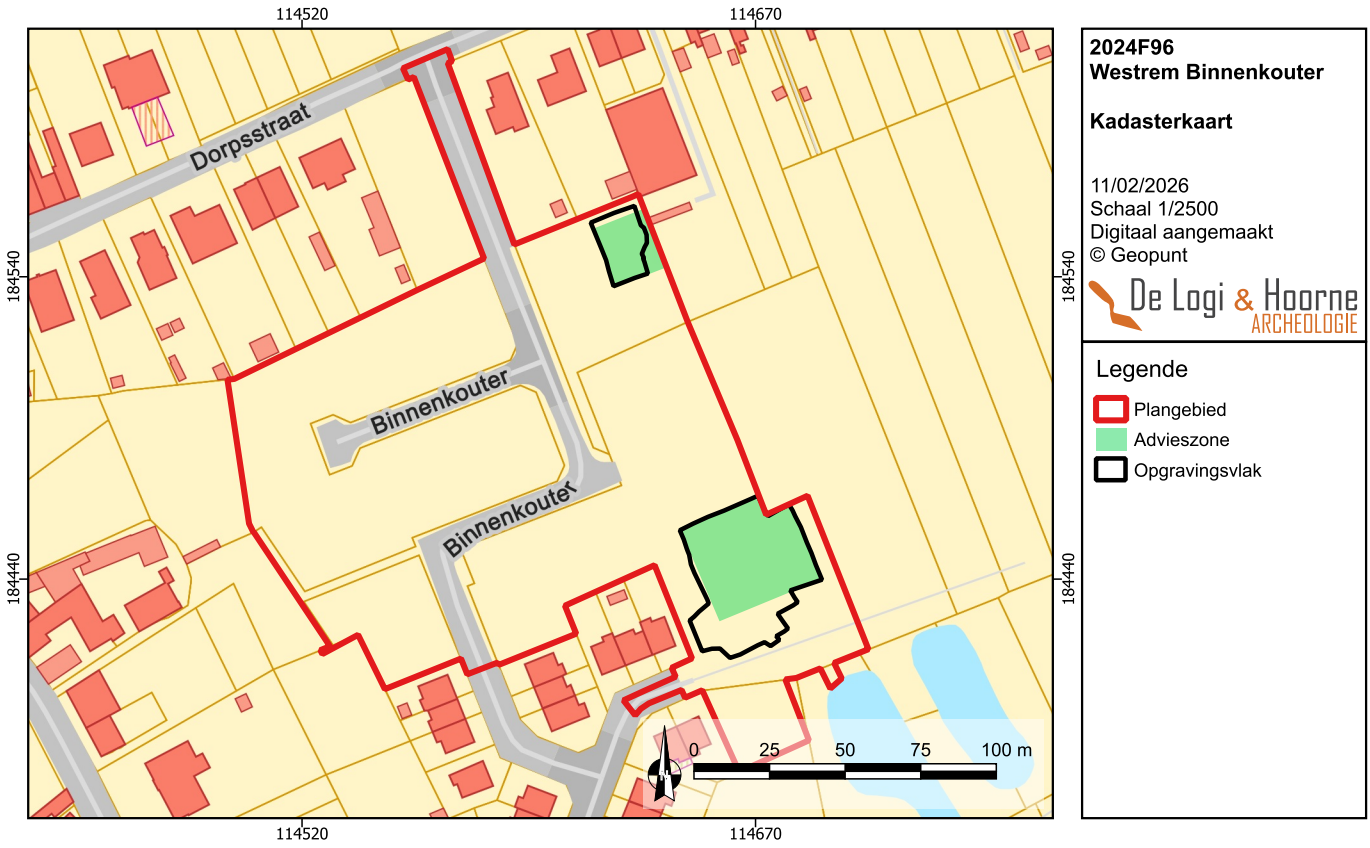 114520
114670
184540
184540
184440
184440
114520
114670
Dorpsstraat
Binnenkouter
Binnenkouter
N
0 25 50 75 100 m
2024F96
Westrem Binnenkouter
Kadasterkaart
11/02/2026
Schaal 1/2500
Digitaal aangemaakt
© Geopunt
De Logi & Hoorne
ARCHEOLOGIE
Legende
Plangebied
Advieszone
Opgravingsvlak